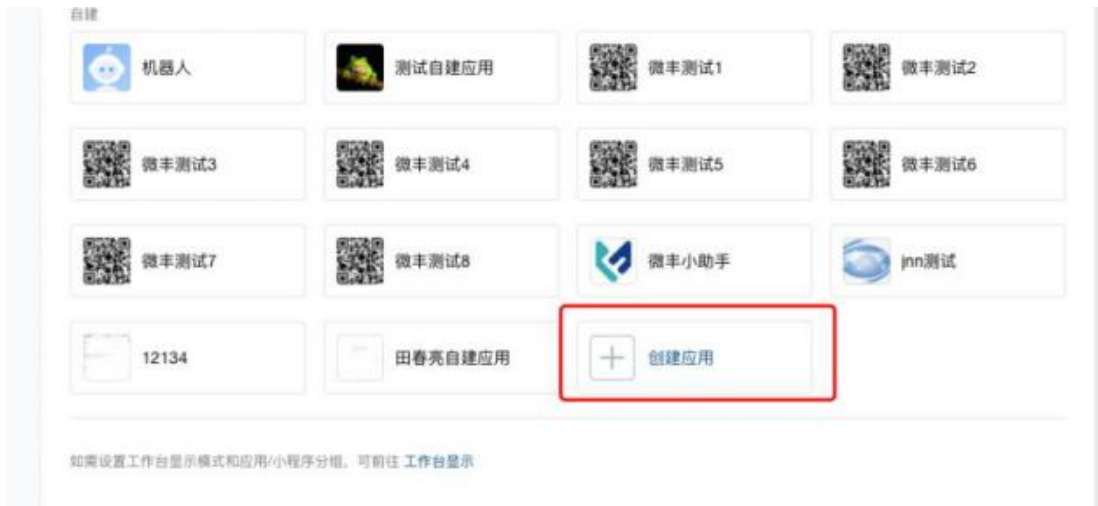 自建
机器人
测试自建应用
微丰测试1
微丰测试2
微丰测试3
微丰测试4
微丰测试5
微丰测试6
微丰测试7
微丰测试8
微丰小助手
jnn测试
12134
田春亮自建应用
创建应用
如需设置工作台显示模式和应用/小程序分组，可前往 工作台显示